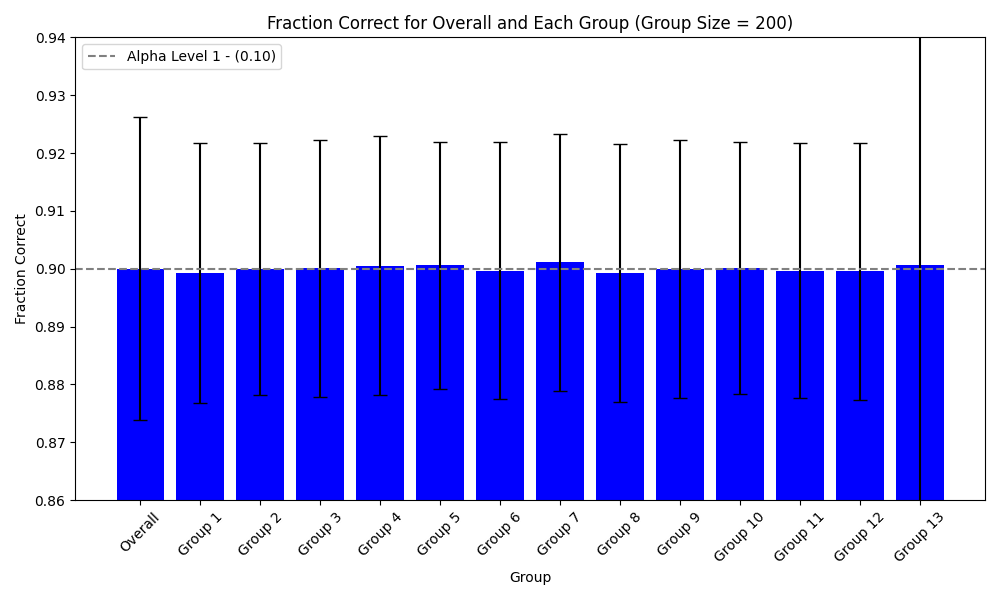 Fraction Correct for Overall and Each Group (Group Size = 200)
Alpha Level 1 - (0.10)
Fraction Correct
0.94
0.93
0.92
0.91
0.90
0.89
0.88
0.87
0.86
Overall
Group 1
Group 2
Group 3
Group 4
Group 5
Group 6
Group 7
Group 8
Group 9
Group 10
Group 11
Group 12
Group 13
Group